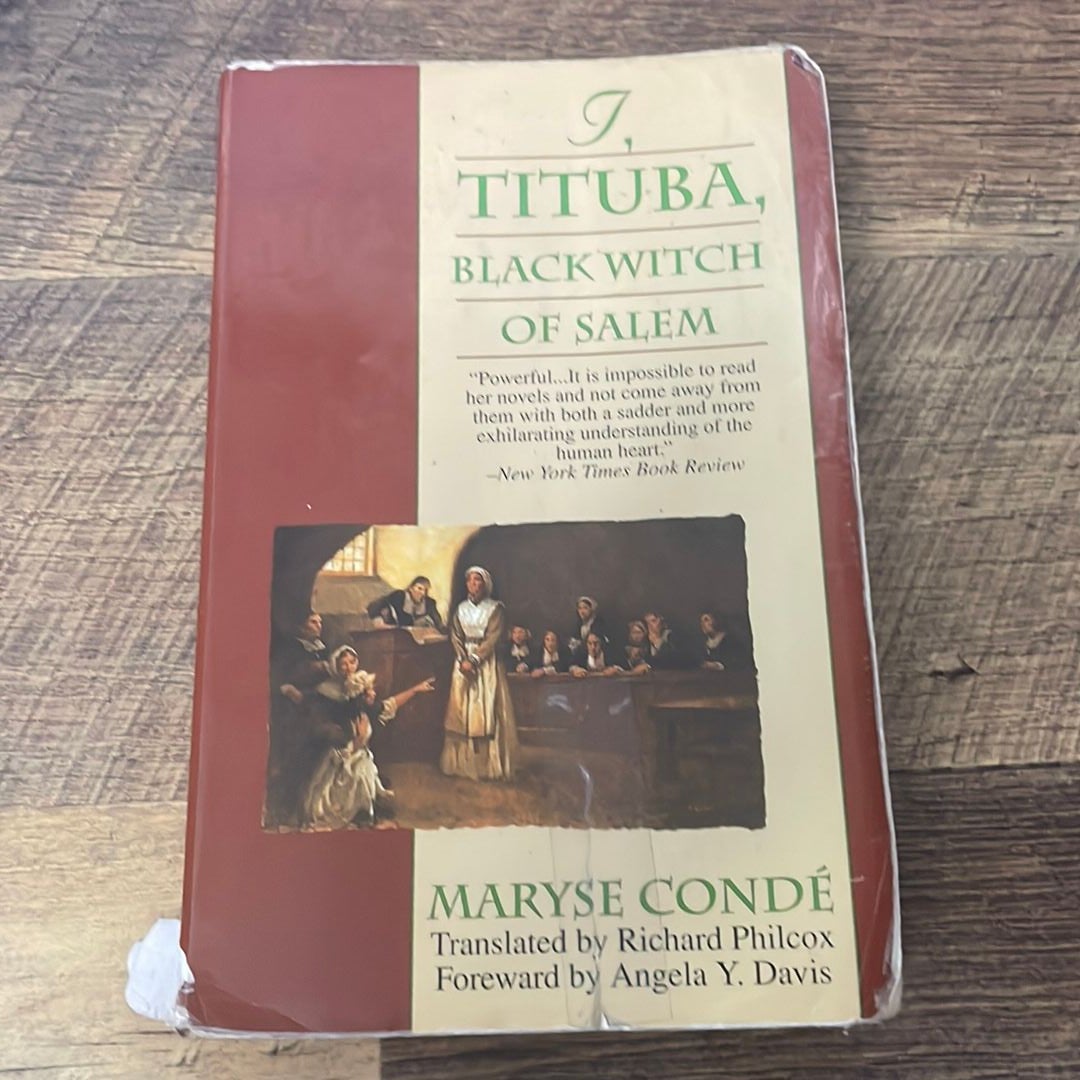 I,
TITUBA,
BLACK WITCH
OF SALEM
“Powerful...It is impossible to read
her novels and not come away from
them with both a sadder and more
exhilarating understanding of the
human heart.”
–New York Times Book Review
MARYSE CONDÉ
Translated by Richard Philcox
Foreward by Angela Y. Davis